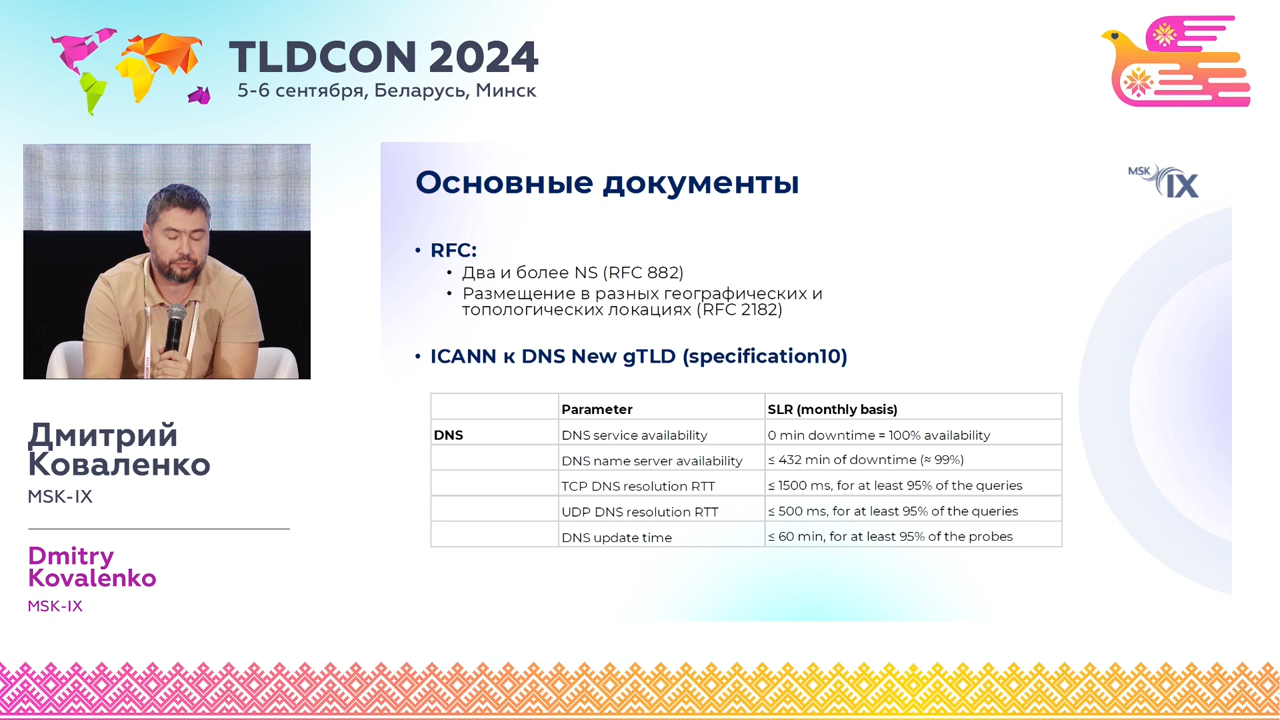 TLDCON 2024
5-6 сентября, Беларусь, Минск
Основные документы
MSK
IX
• RFC:
• Два и более NS (RFC 882)
• Размещение в разных географических и
топологических локациях (RFC 2182)
• ICANN к DNS New gTLD (specification10)
Parameter SLR (monthly basis)
DNS DNS service availability 0 min downtime = 100% availability
DNS name server availability ≤ 432 min of downtime (≈ 99%)
TCP DNS resolution RTT ≤ 1500 ms, for at least 95% of the queries
UDP DNS resolution RTT ≤ 500 ms, for at least 95% of the queries
DNS update time ≤ 60 min, for at least 95% of the probes
Дмитрий
Коваленко
MSK-IX
Dmitry
Kovalenko
MSK-IX